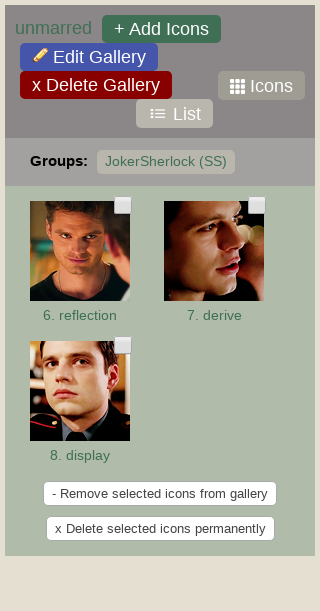 unmarred + Add Icons
Edit Gallery
x Delete Gallery Icons
List
Groups: JokerSherlock (SS)
6. reflection 7. derive
8. display
- Remove selected icons from gallery
x Delete selected icons permanently